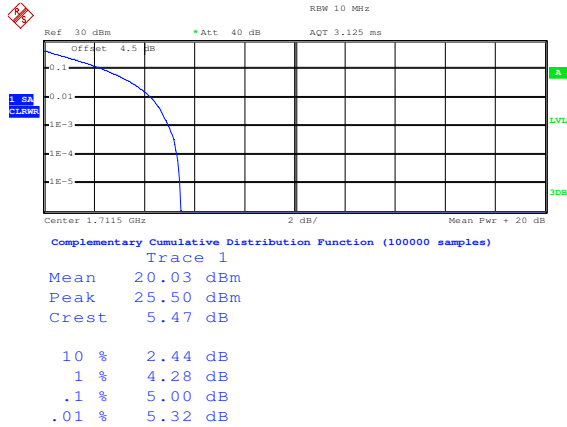 RBW 10 MHz
Ref 30 dBm *Att 40 dB AQT 3.125 ms
Offset 4.5 dB
0.1
A
1 SA
0.01
CLRWR
LVL
1E-3
1E-4
1E-5
3DB
Center 1.7115 GHz 2 dB/ Mean Pwr + 20 dB
Complementary Cumulative Distribution Function (100000 samples)
Trace 1
Mean 20.03 dBm
Peak 25.50 dBm
Crest 5.47 dB
10 % 2.44 dB
1 % 4.28 dB
.1 % 5.00 dB
.01 % 5.32 dB